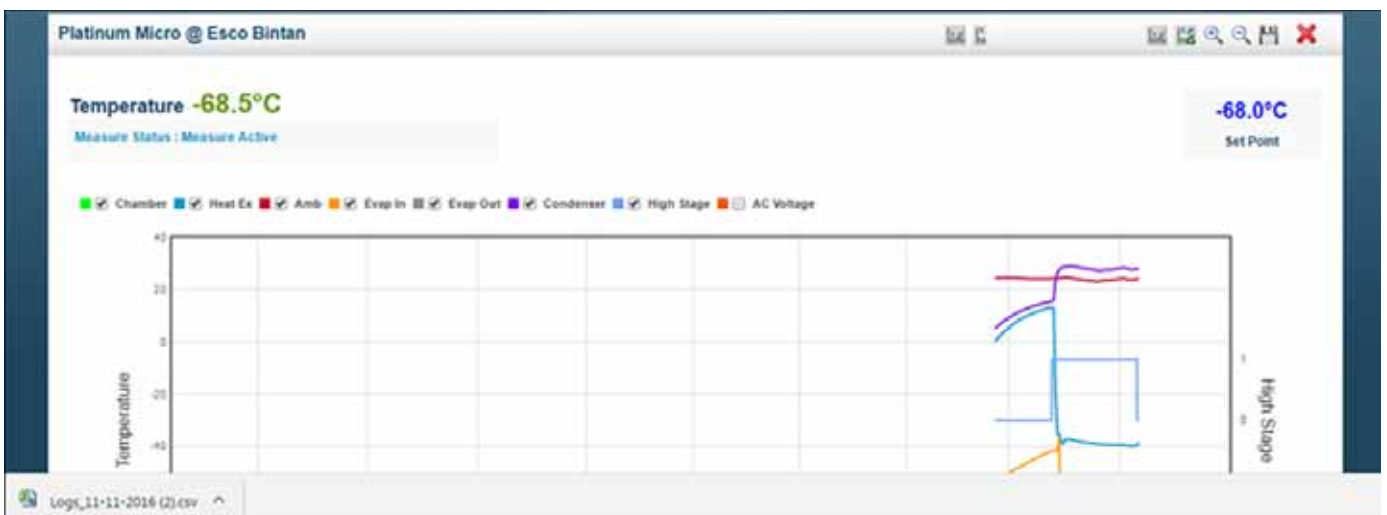 Platinum Micro @ Esco Bintan
Temperature -68.5°C
Measure Status : Measure Active
-68.0°C
Set Point
Chamber Heat Ex Amb Evap In Evap Out Condenser High Stage AC Voltage
40
20
0
-20
-40
Temperature
1
0
High Stage
Logs_11-11-2016 (2).csv